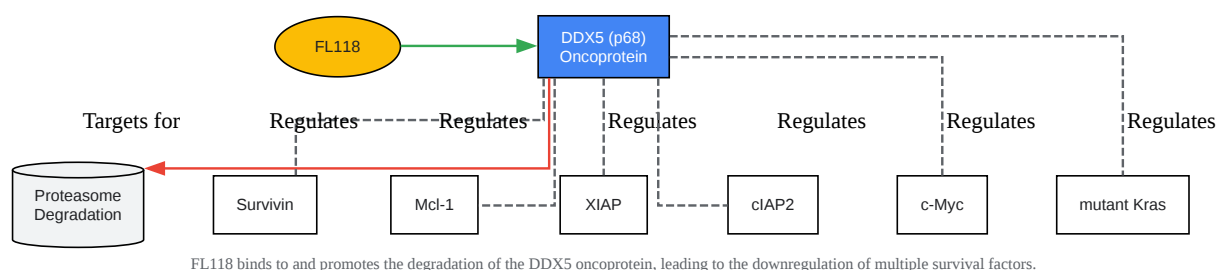 FL118
DDX5 (p68)
Oncoprotein
Targets for
Regulates
Regulates
Regulates
Regulates
Regulates
Regulates
Proteasome
Degradation
Survivin
Mcl-1
XIAP
cIAP2
c-Myc
mutant Kras
FL118 binds to and promotes the degradation of the DDX5 oncoprotein, leading to the downregulation of multiple survival factors.